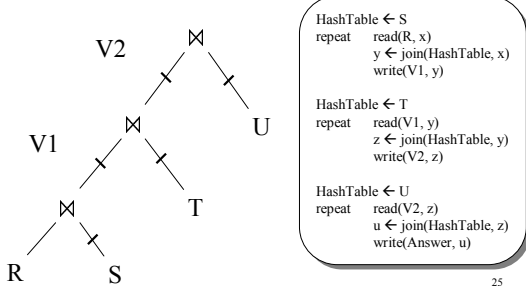 V2
U
V1
T
R
S
HashTable ← S
repeat read(R, x)
y ← join(HashTable, x)
write(V1, y)
HashTable ← T
repeat read(V1, y)
z ← join(HashTable, y)
write(V2, z)
HashTable ← U
repeat read(V2, z)
u ← join(HashTable, z)
write(Answer, u)
25